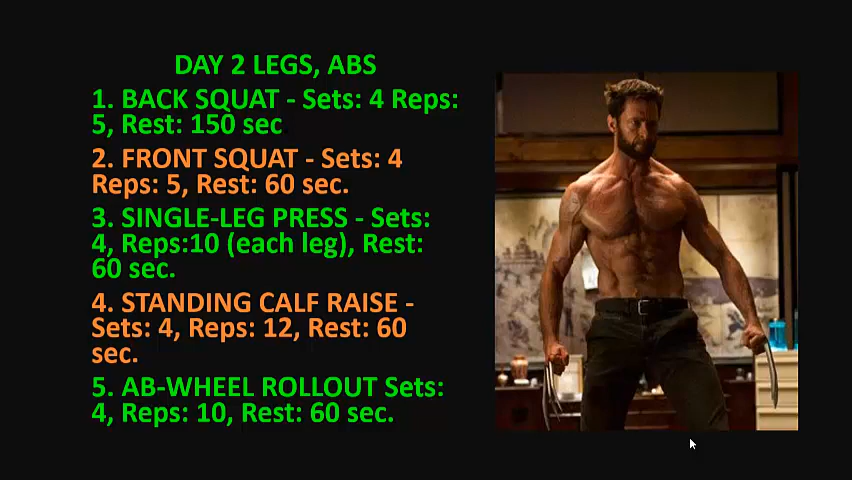 DAY 2 LEGS, ABS
1. BACK SQUAT - Sets: 4 Reps:
5, Rest: 150 sec.
2. FRONT SQUAT - Sets: 4
Reps: 5, Rest: 60 sec.
3. SINGLE-LEG PRESS - Sets:
4, Reps:10 (each leg), Rest:
60 sec.
4. STANDING CALF RAISE -
Sets: 4, Reps: 12, Rest: 60
sec.
5. AB-WHEEL ROLLOUT Sets:
4, Reps: 10, Rest: 60 sec.